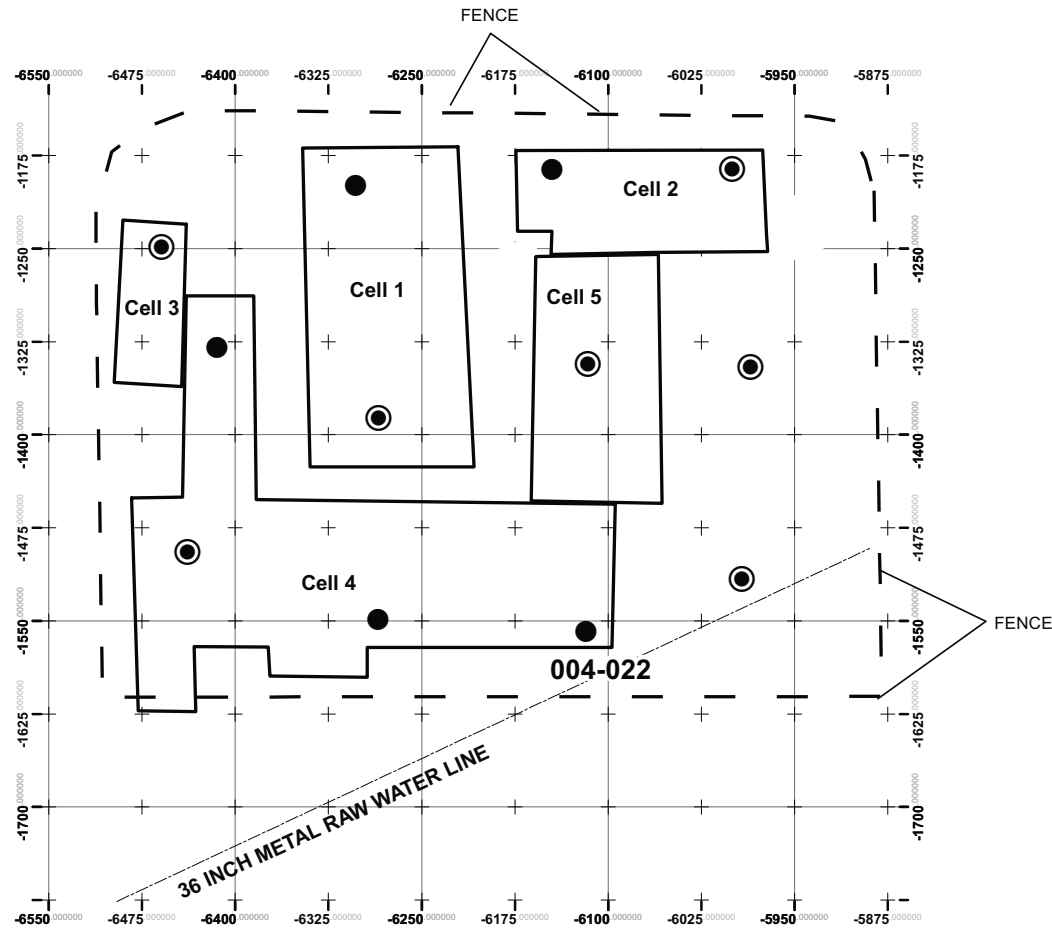 FENCE
-6550.000000 -6475.000000 -6400.000000 -6325.000000 -6250.000000 -6175.000000 -6100.000000 -6025.000000 -5950.000000 -5875.000000
-1175.000000 -1175.000000
Cell 2
-1250.000000 -1250.000000
Cell 1
Cell 5
Cell 3
-1325.000000 -1325.000000
-1400.000000 -1400.000000
-1475.000000 -1475.000000
Cell 4
-1550.000000 -1550.000000
FENCE
004-022
-1625.000000 -1625.000000
36 INCH METAL RAW WATER LINE
-1700.000000 -1700.000000
-6550.000000 -6475.000000 -6400.000000 -6325.000000 -6250.000000 -6175.000000 -6100.000000 -6025.000000 -5950.000000 -5875.000000